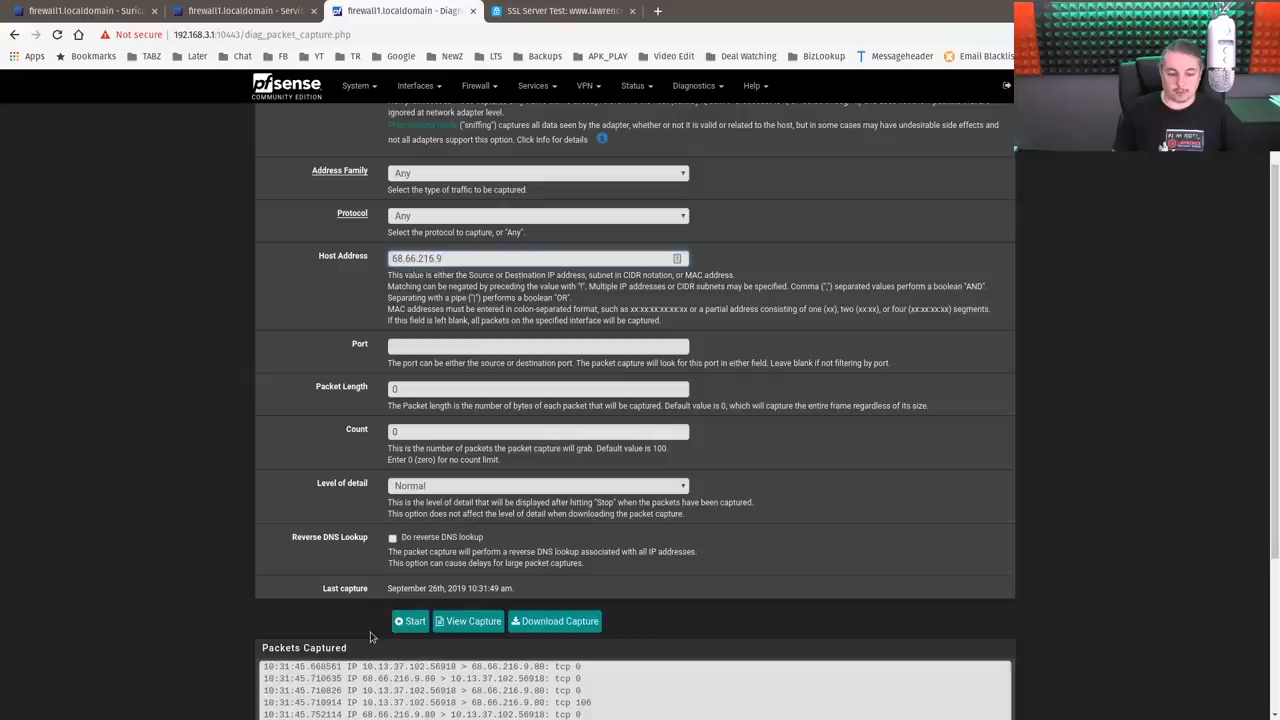 firewall1.localdomain - Suric
firewall1.localdomain - Servic
firewall1.localdomain - Diagn
SSL Server Test: www.lawrenc
Not secure
192.168.3.1:10443/diag_packet_capture.php
Apps
Bookmarks
TABZ
Later
Chat
FB
YT
TR
Google
NewZ
LTS
Backups
APK_PLAY
Video Edit
Deal Watching
BizLookup
Messageheader
Email Blacklis
pfsense
COMMUNITY EDITION
System
Interfaces
Firewall
Services
VPN
Status
Diagnostics
Help
ignored at network adapter level.
("sniffing") captures all data seen by the adapter, whether or not it is valid or related to the host, but in some cases may have undesirable side effects and
not all adapters support this option. Click Info for details
Address Family
Any
Select the type of traffic to be captured.
Protocol
Any
Select the protocol to capture, or "Any".
Host Address
68.66.216.9
This value is either the Source or Destination IP address, subnet in CIDR notation, or MAC address.
Matching can be negated by preceding the value with "!". Multiple IP addresses or CIDR subnets may be specified. Comma (",") separated values perform a boolean "AND".
Separating with a pipe ("|") performs a boolean "OR".
MAC addresses must be entered in colon-separated format, such as xx:xx:xx:xx:xx:xx or a partial address consisting of one (xx), two (xx:xx), or four (xx:xx:xx:xx) segments.
If this field is left blank, all packets on the specified interface will be captured.
Port
The port can be either the source or destination port. The packet capture will look for this port in either field. Leave blank if not filtering by port.
Packet Length
0
The Packet length is the number of bytes of each packet that will be captured. Default value is 0, which will capture the entire frame regardless of its size.
Count
0
This is the number of packets the packet capture will grab. Default value is 100.
Enter 0 (zero) for no count limit.
Level of detail
Normal
This is the level of detail that will be displayed after hitting "Stop" when the packets have been captured.
This option does not affect the level of detail when downloading the packet capture.
Reverse DNS Lookup
Do reverse DNS lookup
The packet capture will perform a reverse DNS lookup associated with all IP addresses.
This option can cause delays for large packet captures.
Last capture
September 26th, 2019 10:31:49 am.
Start
View Capture
Download Capture
Packets Captured
10:31:45.668561 IP 10.13.37.102.56918 > 68.66.216.9.80: tcp 0
10:31:45.710635 IP 68.66.216.9.80 > 10.13.37.102.56918: tcp 0
10:31:45.710826 IP 10.13.37.102.56918 > 68.66.216.9.80: tcp 0
10:31:45.710914 IP 10.13.37.102.56918 > 68.66.216.9.80: tcp 106
10:31:45.752114 IP 68.66.216.9.80 > 10.13.37.102.56918: tcp 0